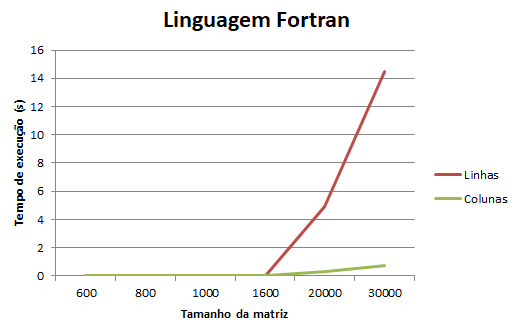 Linguagem Fortran
16
14
12
10
8
6
4
2
0
Tempo de execução (s)
600 800 1000 1600 20000 30000
Tamanho da matriz
Linhas
Colunas